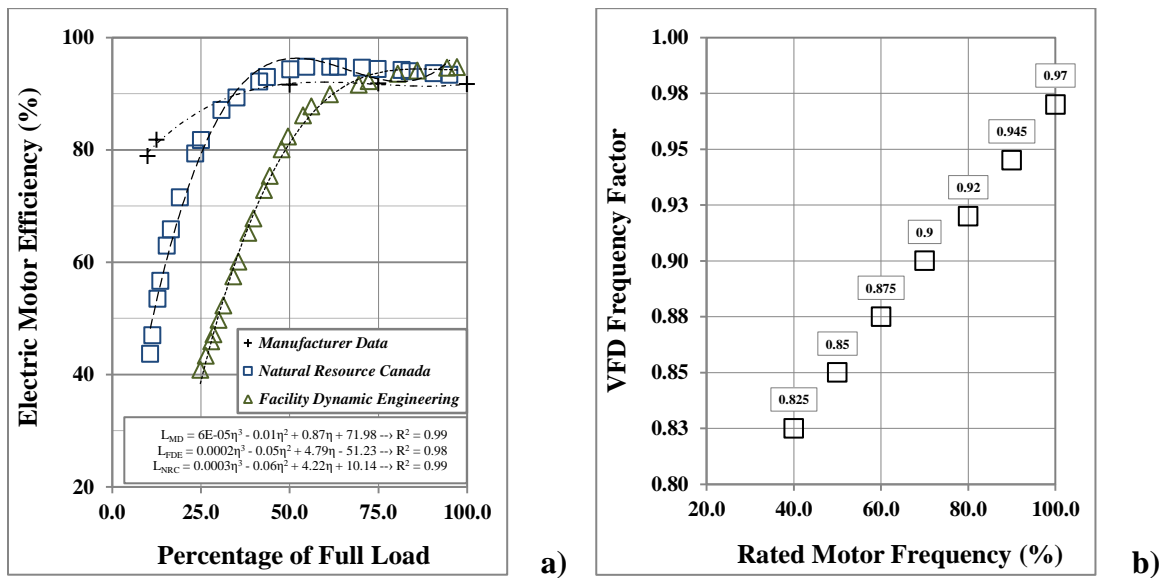 Electric Motor Efficiency (%)
100
80
60
40
20
0.0 25.0 50.0 75.0 100.0
Percentage of Full Load
Manufacturer Data
Natural Resource Canada
Facility Dynamic Engineering
L_MD = 6E-05η³ - 0.01η² + 0.87η + 71.98 --> R² = 0.99
L_FDE = 0.0002η³ - 0.05η² + 4.79η - 51.23 --> R² = 0.98
L_NRC = 0.0003η³ - 0.06η² + 4.22η + 10.14 --> R² = 0.99
a)
VFD Frequency Factor
1.00
0.98
0.95
0.93
0.90
0.88
0.85
0.83
0.80
0.97
0.945
0.92
0.9
0.875
0.85
0.825
20.0 40.0 60.0 80.0 100.0
Rated Motor Frequency (%)
b)